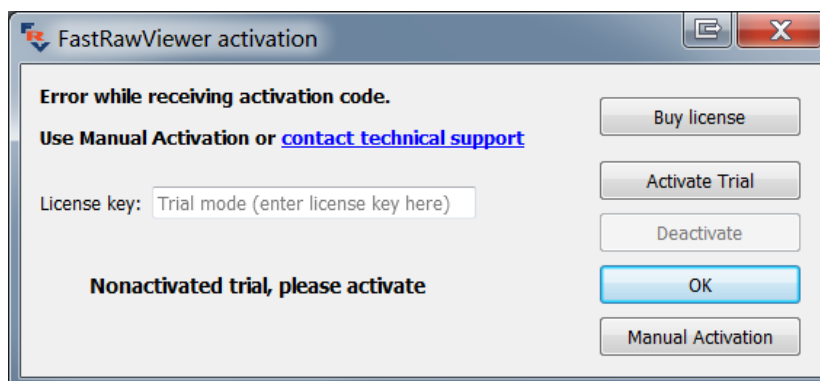 FastRawViewer activation
Error while receiving activation code.
Use Manual Activation or contact technical support
License key: Trial mode (enter license key here)
Nonactivated trial, please activate
Buy license
Activate Trial
Deactivate
OK
Manual Activation